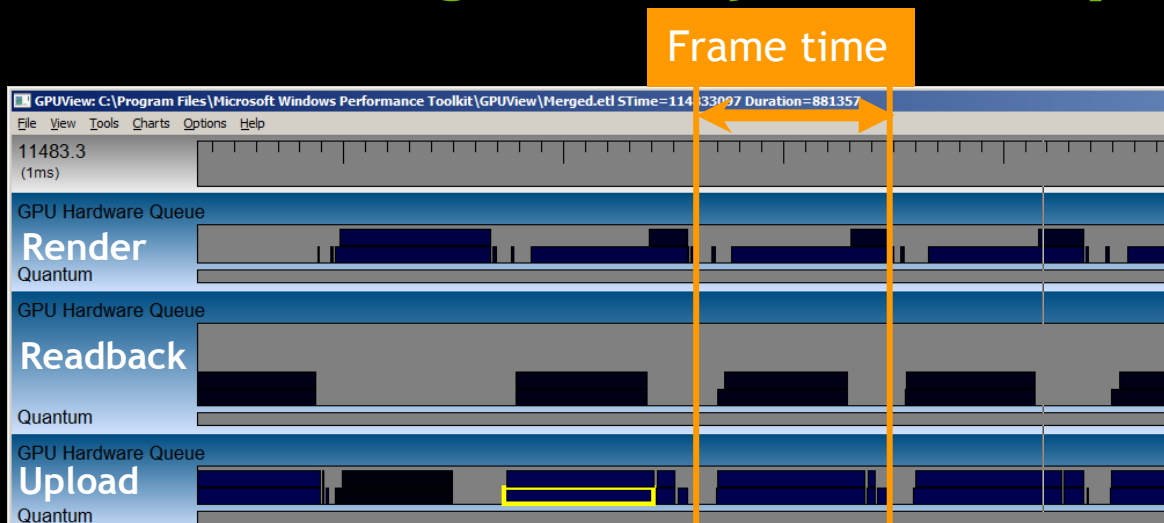 Frame time
GPUView: C:\Program Files\Microsoft Windows Performance Toolkit\GPUView\Merged.etl STime=114833097 Duration=881357
File View Tools Charts Options Help
11483.3
(1ms)
GPU Hardware Queue
Render
Quantum
GPU Hardware Queue
Readback
Quantum
GPU Hardware Queue
Upload
Quantum